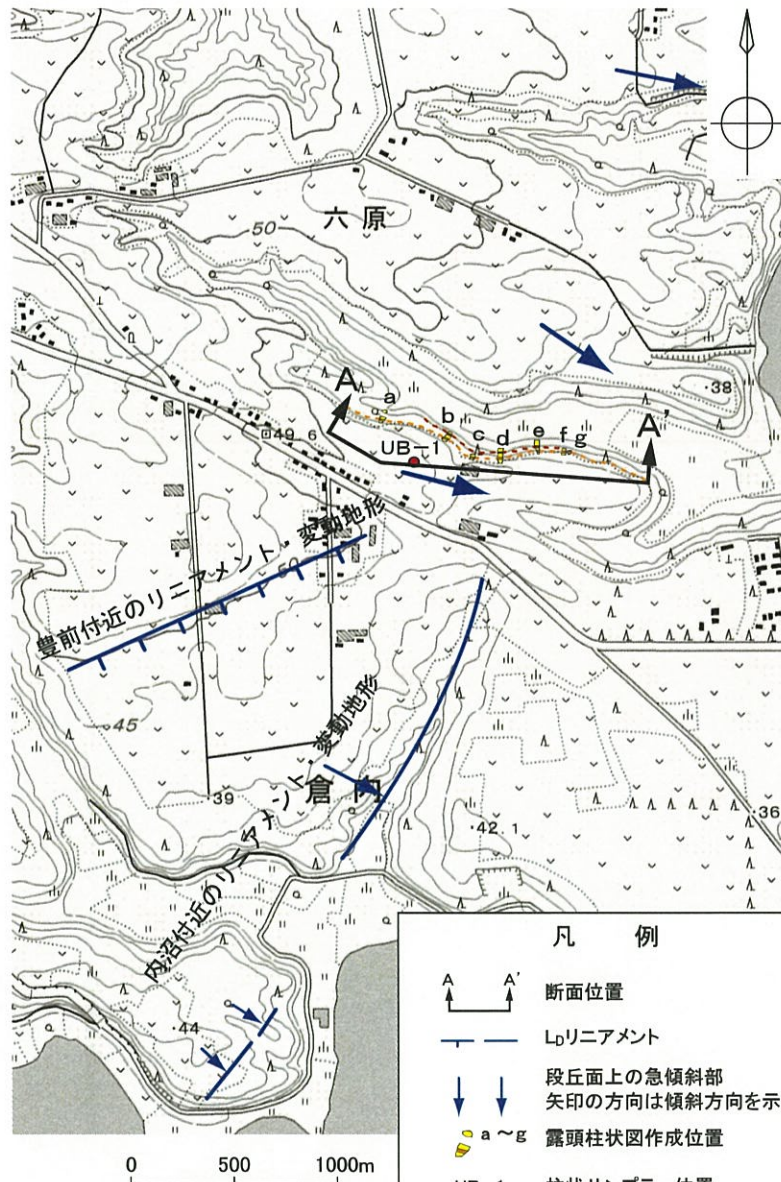 六原
50
38
A
A'
a
b
c
d
e
f g
UB-1
49.6
50
豊前付近のリニアメント・変動地形
45
39
倉内
内沼付近のリニアメント・変動地形
42.1
36
44
凡 例
A A' 断面位置
LDリニアメント
段丘面上の急傾斜部
矢印の方向は傾斜方向を示
a〜g 露頭柱状図作成位置
0 500 1000m